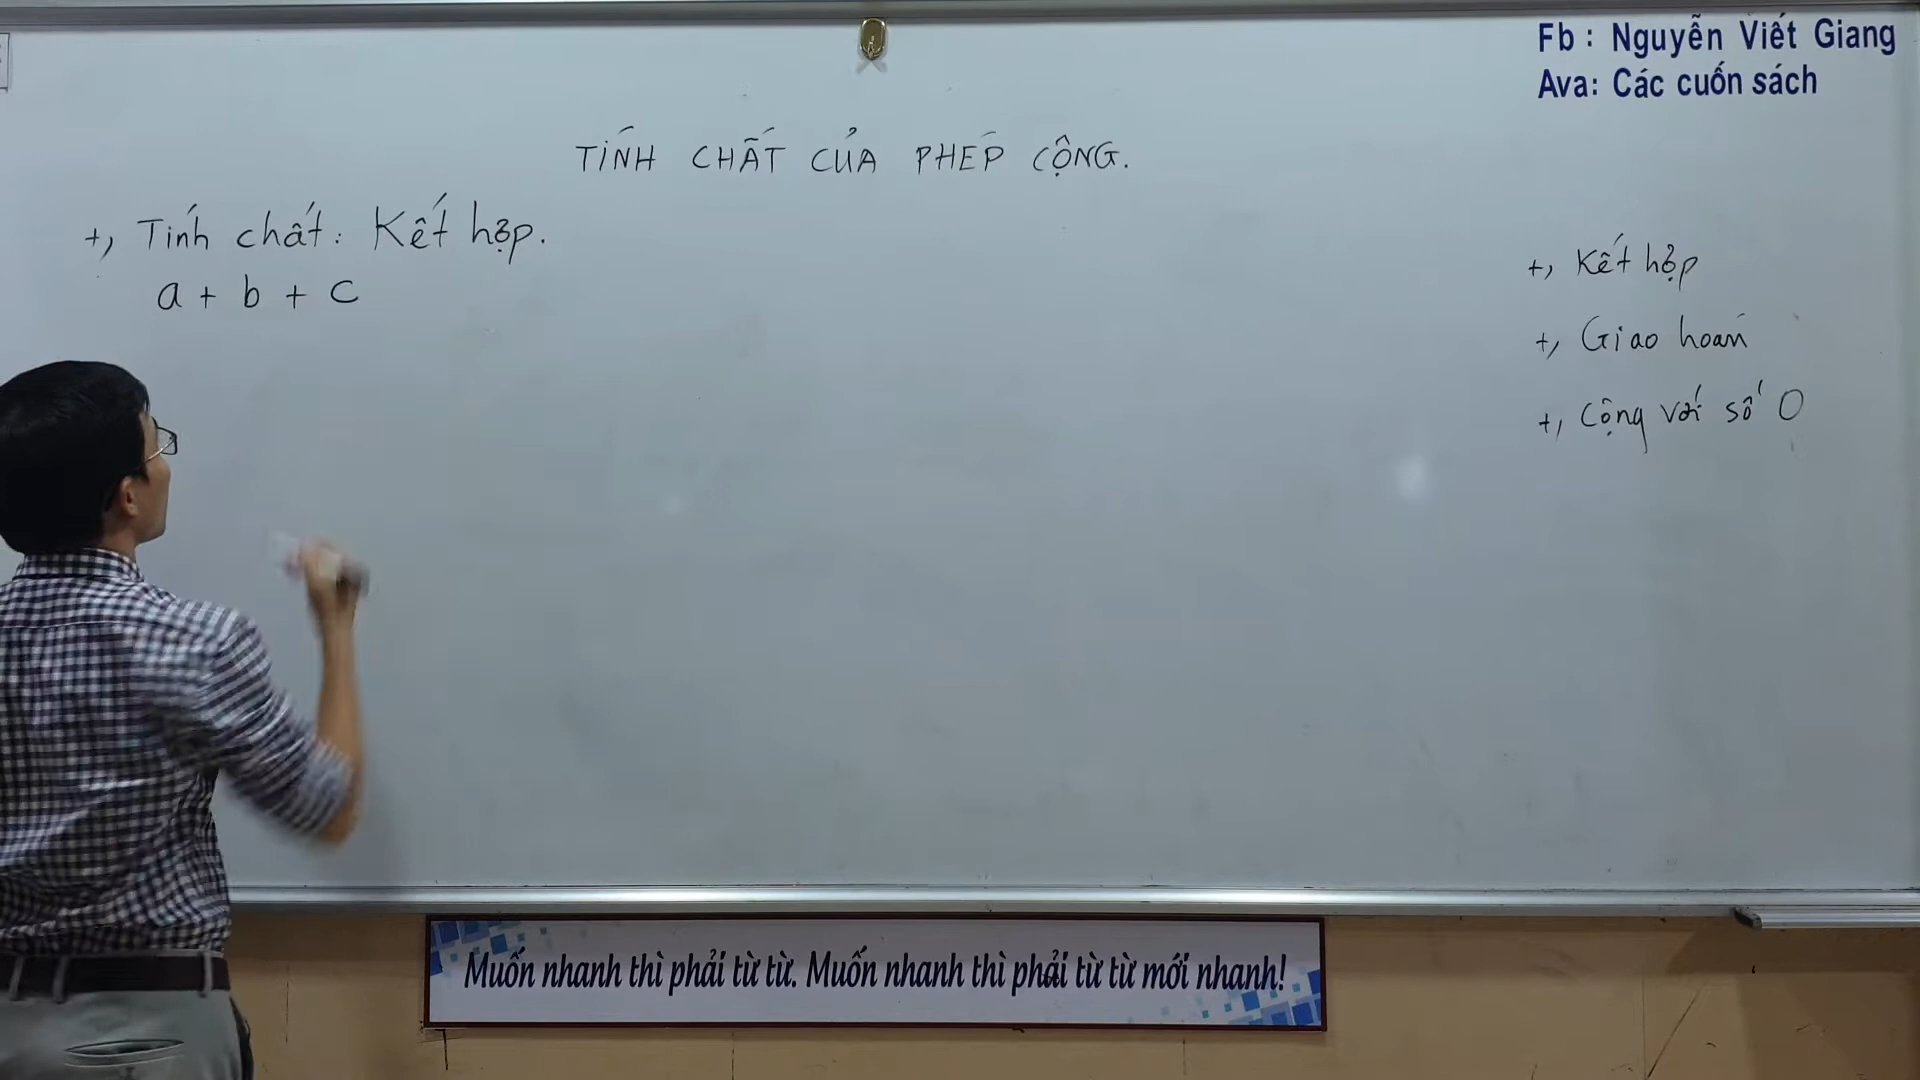 Fb : Nguyễn Viết Giang
Ava: Các cuốn sách
TÍNH CHẤT CỦA PHÉP CỘNG.
+, Tính chất: Kết hợp.
a + b + c
+, Kết hợp
+, Giao hoán
+, Cộng với số 0
Muốn nhanh thì phải từ từ. Muốn nhanh thì phải từ từ mới nhanh!